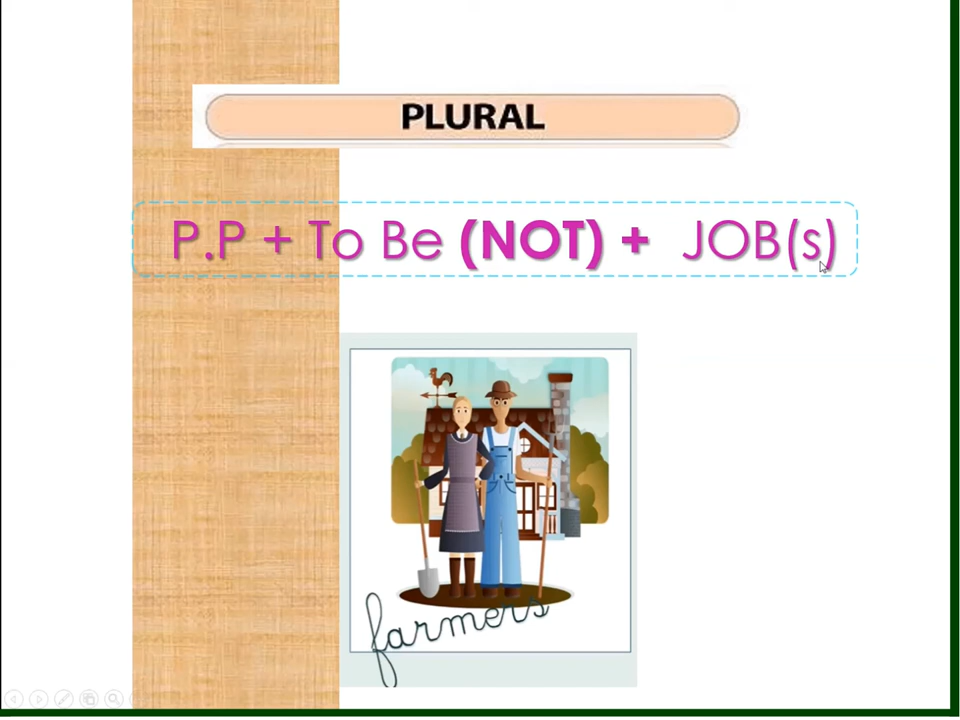 PLURAL
P.P + To Be (NOT) + JOB(s)
farmers